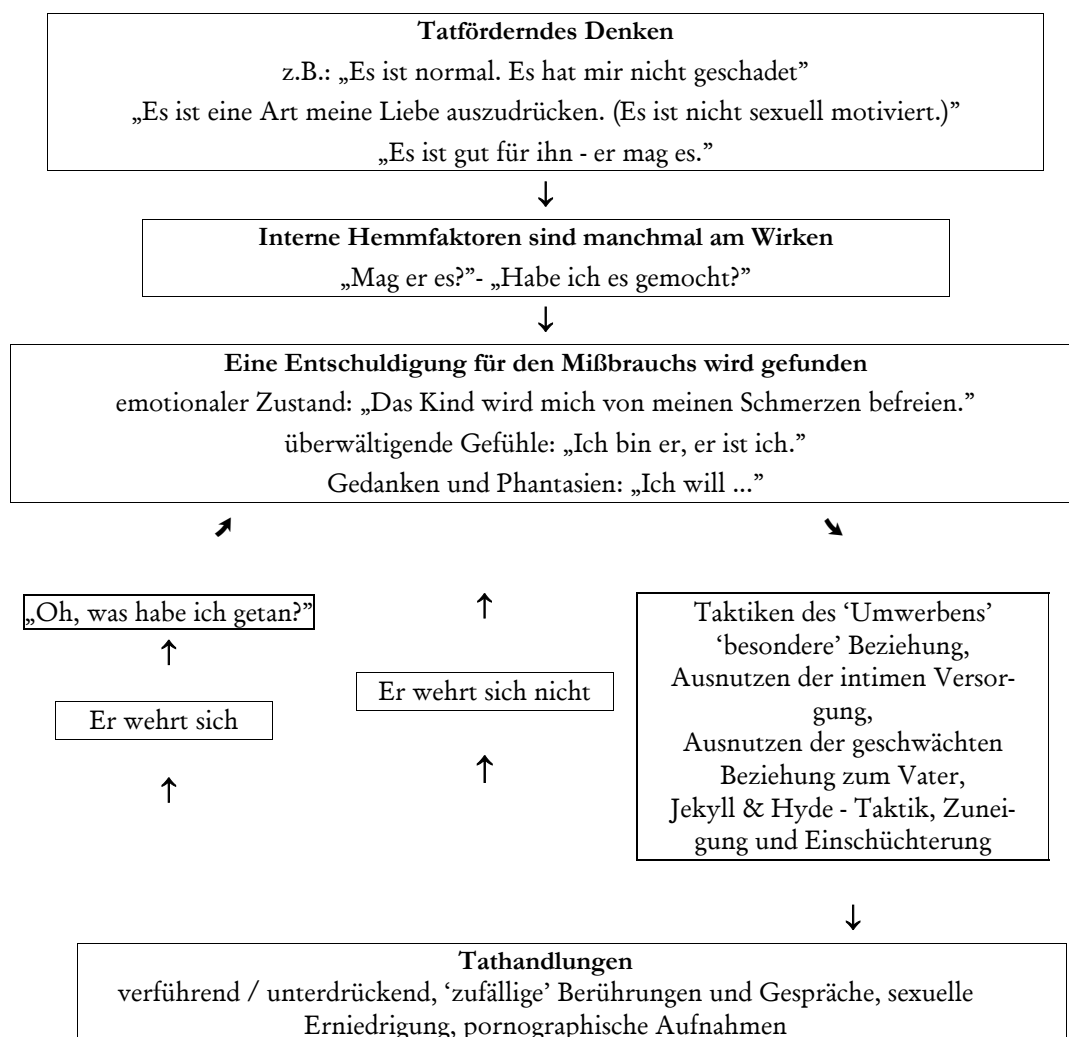 Tatförderndes Denken
z.B.: „Es ist normal. Es hat mir nicht geschadet”
„Es ist eine Art meine Liebe auszudrücken. (Es ist nicht sexuell motiviert.)”
„Es ist gut für ihn - er mag es.”
↓
Interne Hemmfaktoren sind manchmal am Wirken
„Mag er es?”- „Habe ich es gemocht?”
↓
Eine Entschuldigung für den Mißbrauchs wird gefunden
emotionaler Zustand: „Das Kind wird mich von meinen Schmerzen befreien.”
überwältigende Gefühle: „Ich bin er, er ist ich.”
Gedanken und Phantasien: „Ich will ...”
„Oh, was habe ich getan?”
↑
Er wehrt sich
↑
↑
Er wehrt sich nicht
↑
Taktiken des ‘Umwerbens’
‘besondere’ Beziehung,
Ausnutzen der intimen Versor-
gung,
Ausnutzen der geschwächten
Beziehung zum Vater,
Jekyll & Hyde - Taktik, Zunei-
gung und Einschüchterung
↓
Tathandlungen
verführend / unterdrückend, ‘zufällige’ Berührungen und Gespräche, sexuelle
Erniedrigung, pornographische Aufnahmen